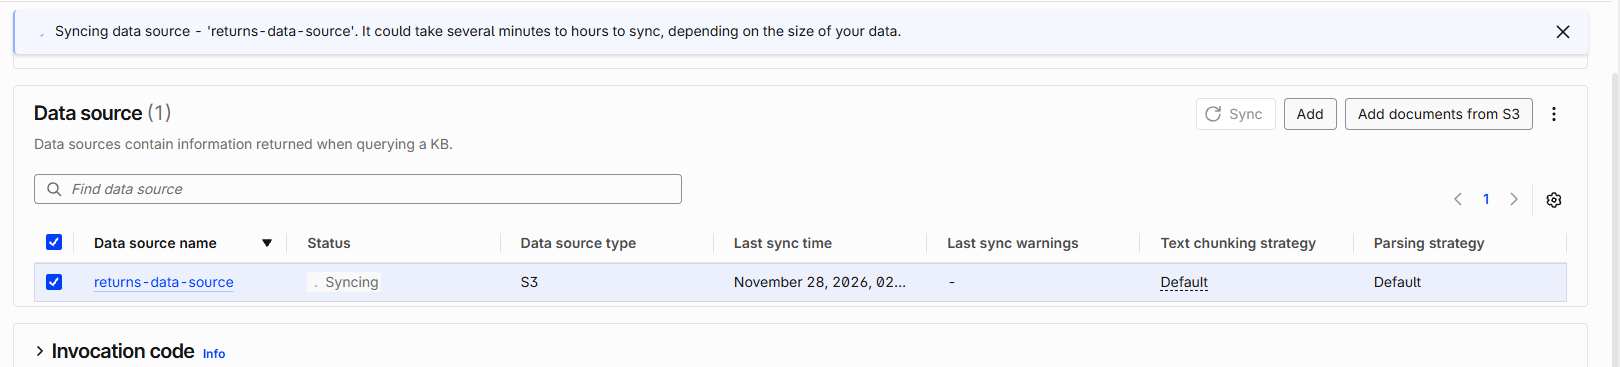 Syncing data source - 'returns-data-source'. It could take several minutes to hours to sync, depending on the size of your data.
Data source (1)
Sync
Add
Add documents from S3
Data sources contain information returned when querying a KB.
Find data source
1
Data source name Status Data source type Last sync time Last sync warnings Text chunking strategy Parsing strategy
returns-data-source Syncing S3 November 28, 2026, 02... - Default Default
Invocation code Info